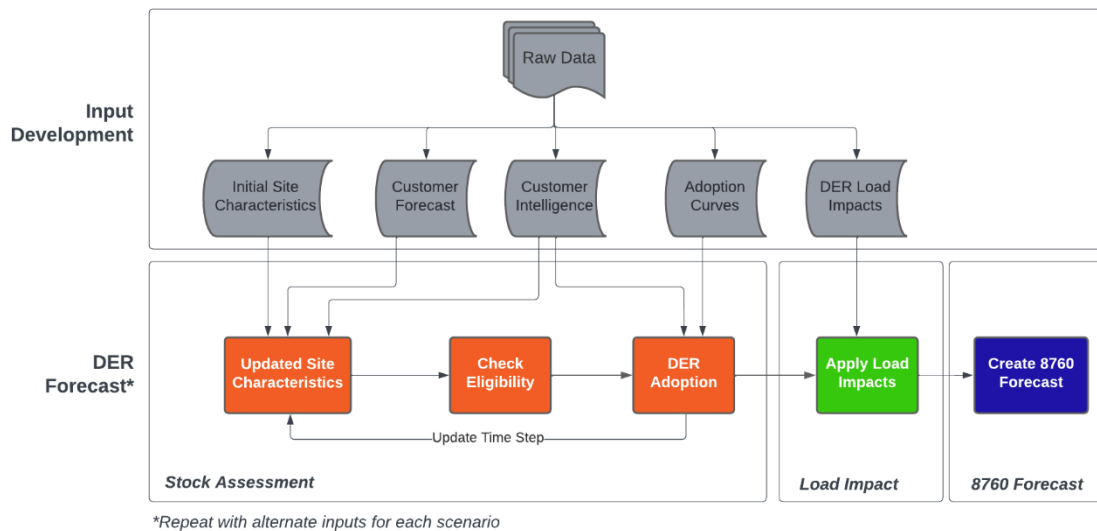 Raw Data
Input
Development
Initial Site
Characteristics
Customer
Forecast
Customer
Intelligence
Adoption
Curves
DER Load
Impacts
DER
Forecast*
Updated Site
Characteristics
Check
Eligibility
DER
Adoption
Apply Load
Impacts
Create 8760
Forecast
Update Time Step
Stock Assessment
Load Impact
8760 Forecast
*Repeat with alternate inputs for each scenario